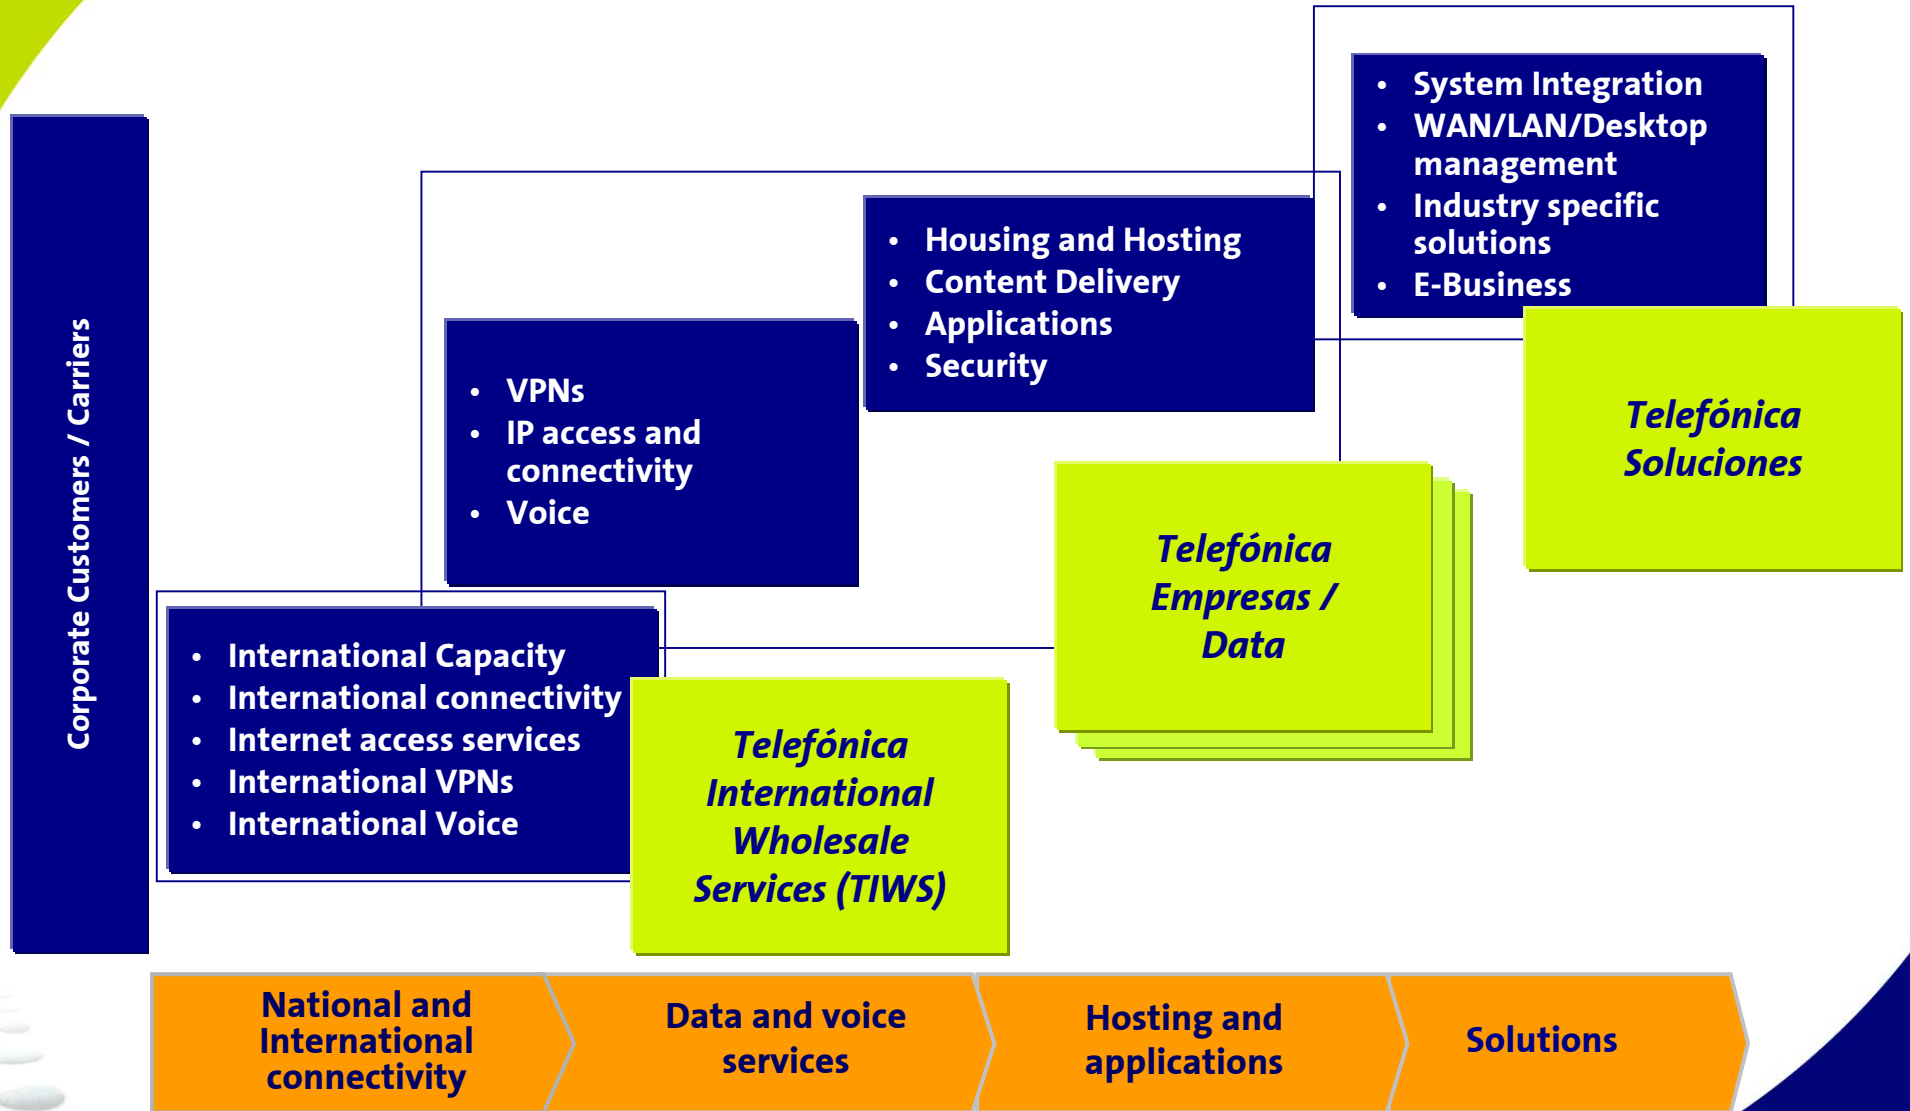 Corporate Customers / Carriers
• System Integration
• WAN/LAN/Desktop
management
• Industry specific
solutions
• E-Business
Telefónica
Soluciones
• Housing and Hosting
• Content Delivery
• Applications
• Security
Telefónica
Empresas /
Data
• VPNs
• IP access and
connectivity
• Voice
• International Capacity
• International connectivity
• Internet access services
• International VPNs
• International Voice
Telefónica
International
Wholesale
Services (TIWS)
National and
International
connectivity
Data and voice
services
Hosting and
applications
Solutions